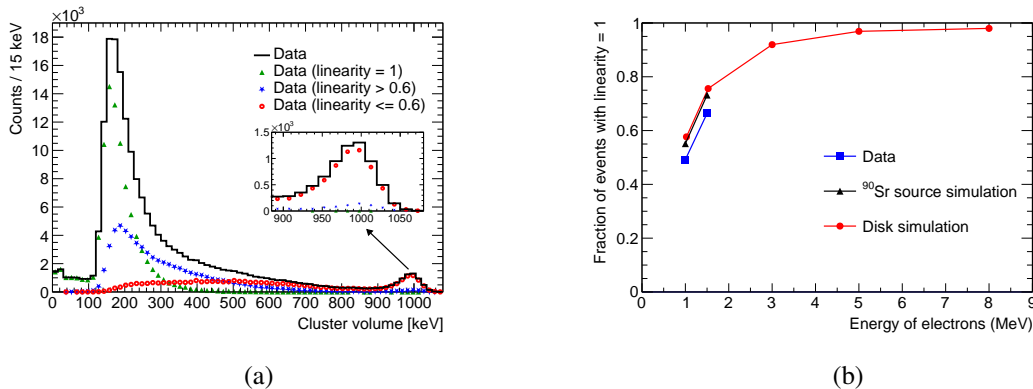 ×10³
Counts / 15 keV
18
16
14
12
10
8
6
4
2
0
Data
Data (linearity = 1)
Data (linearity > 0.6)
Data (linearity <= 0.6)
×10³
1.5
1
0.5
0
900 950 1000 1050
0 100 200 300 400 500 600 700 800 900 1000
Cluster volume [keV]
(a)
Fraction of events with linearity = 1
1
0.8
0.6
0.4
0.2
0
Data
⁹⁰Sr source simulation
Disk simulation
0 1 2 3 4 5 6 7 8 9
Energy of electrons (MeV)
(b)